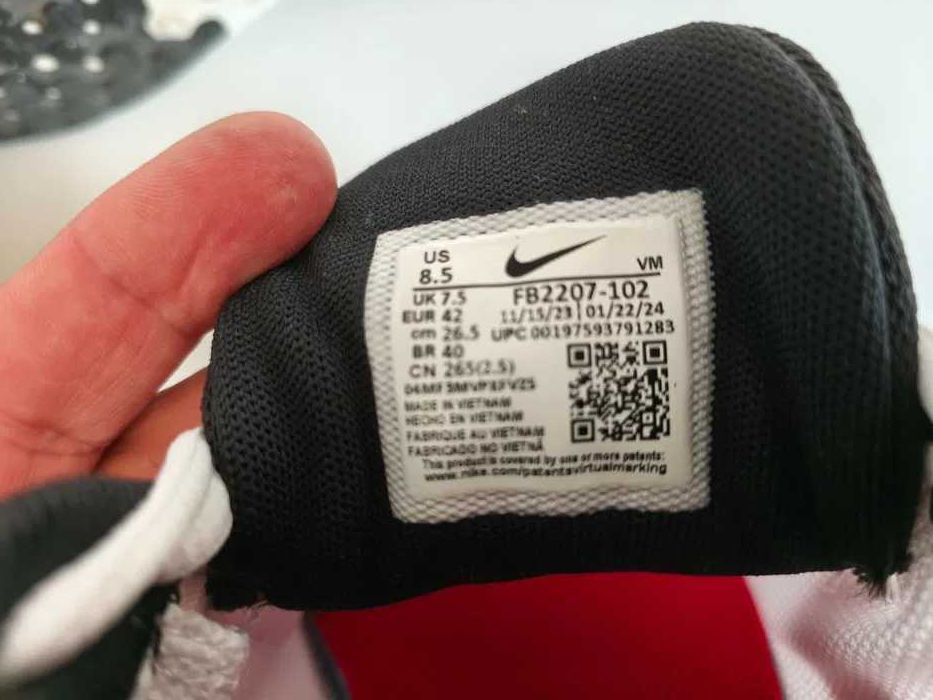 US
8.5
VM
UK 7.5
FB2207-102
EUR 42
11/15/23 | 01/22/24
cm 26.5
UPC 00197593791283
BR 40
CN 265(2.5)
MADE IN VIETNAM
HECHO EN VIETNAM
FABRIQUE AU VIETNAM
FABRICADO NO VIETNÃ
This product is covered by one or more patents:
www.nike.com/patentsvirtualmarking